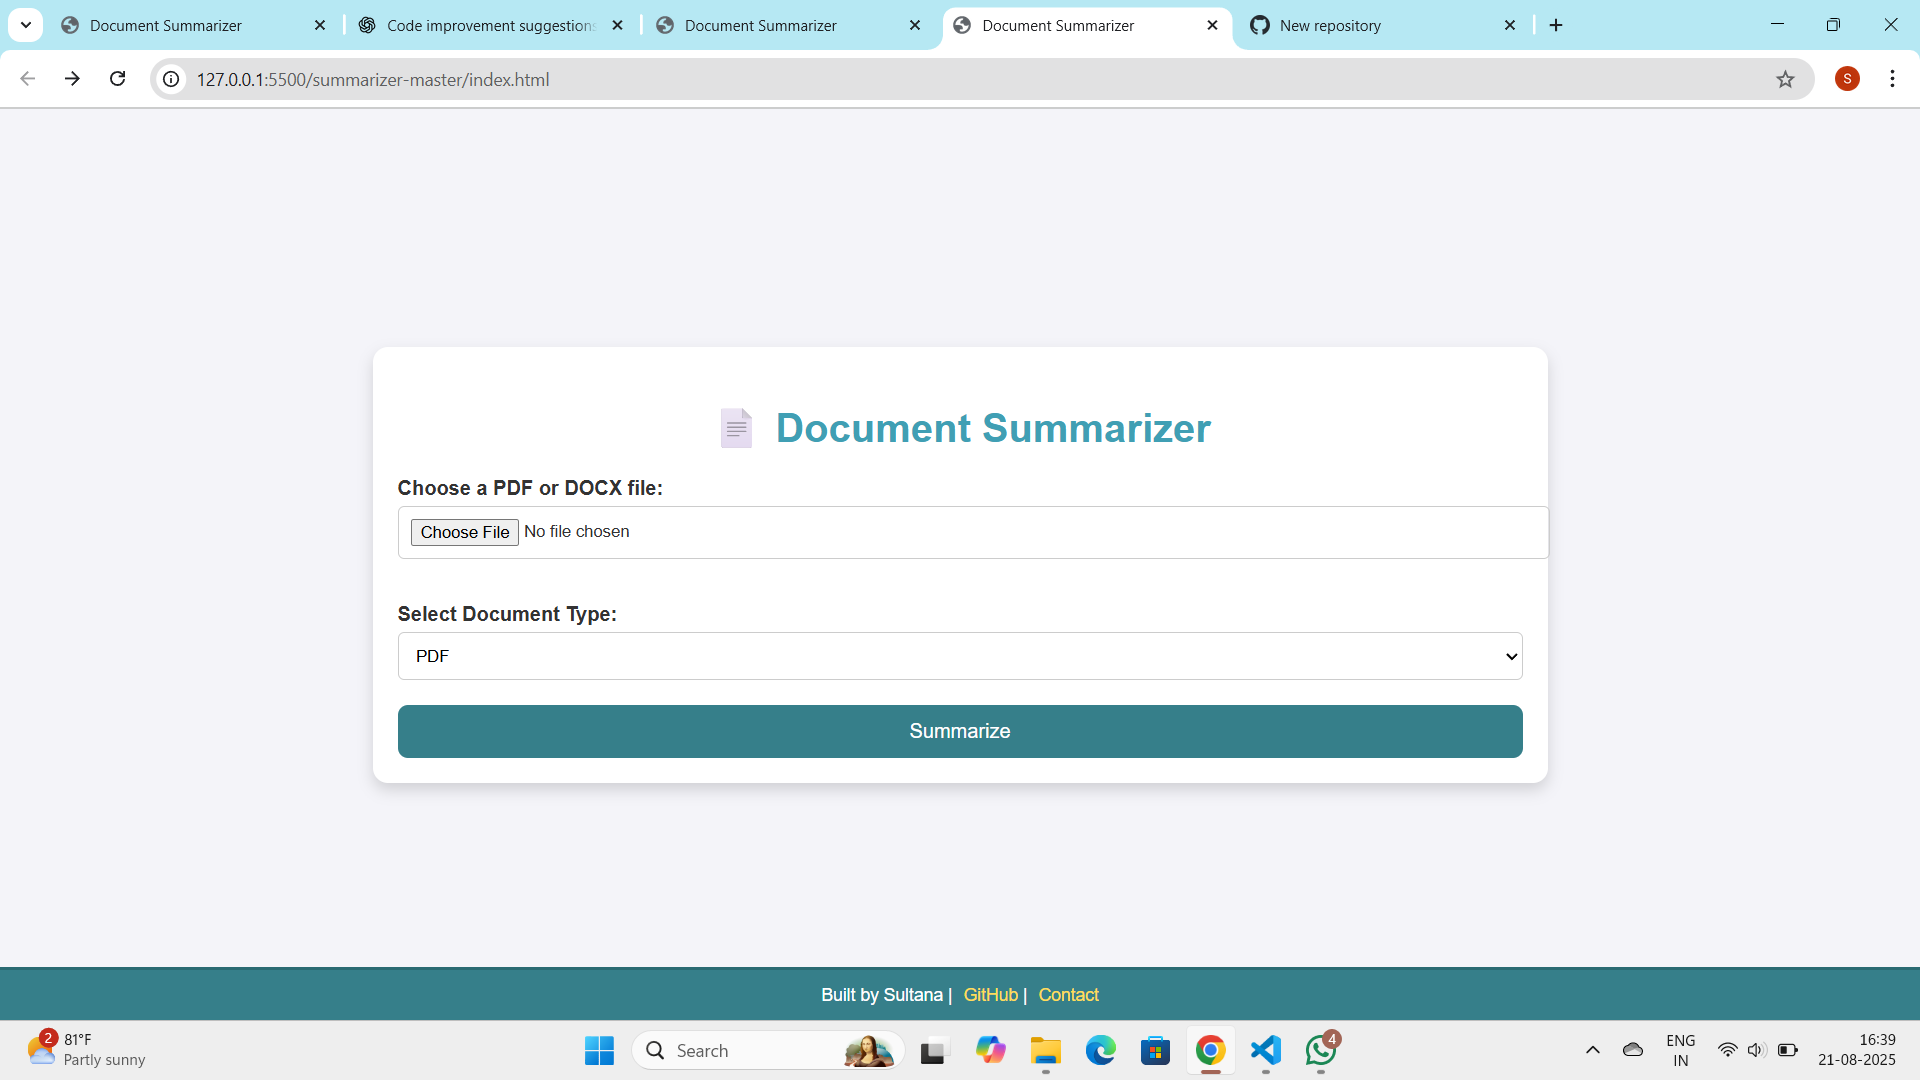 Document Summarizer
Code improvement suggestions
Document Summarizer
Document Summarizer
New repository
127.0.0.1:5500/summarizer-master/index.html
S
Document Summarizer
Choose a PDF or DOCX file:
Choose File No file chosen
Select Document Type:
PDF
Summarize
Built by Sultana | GitHub | Contact
2
81°F
Partly sunny
Search
4
ENG
IN
16:39
21-08-2025